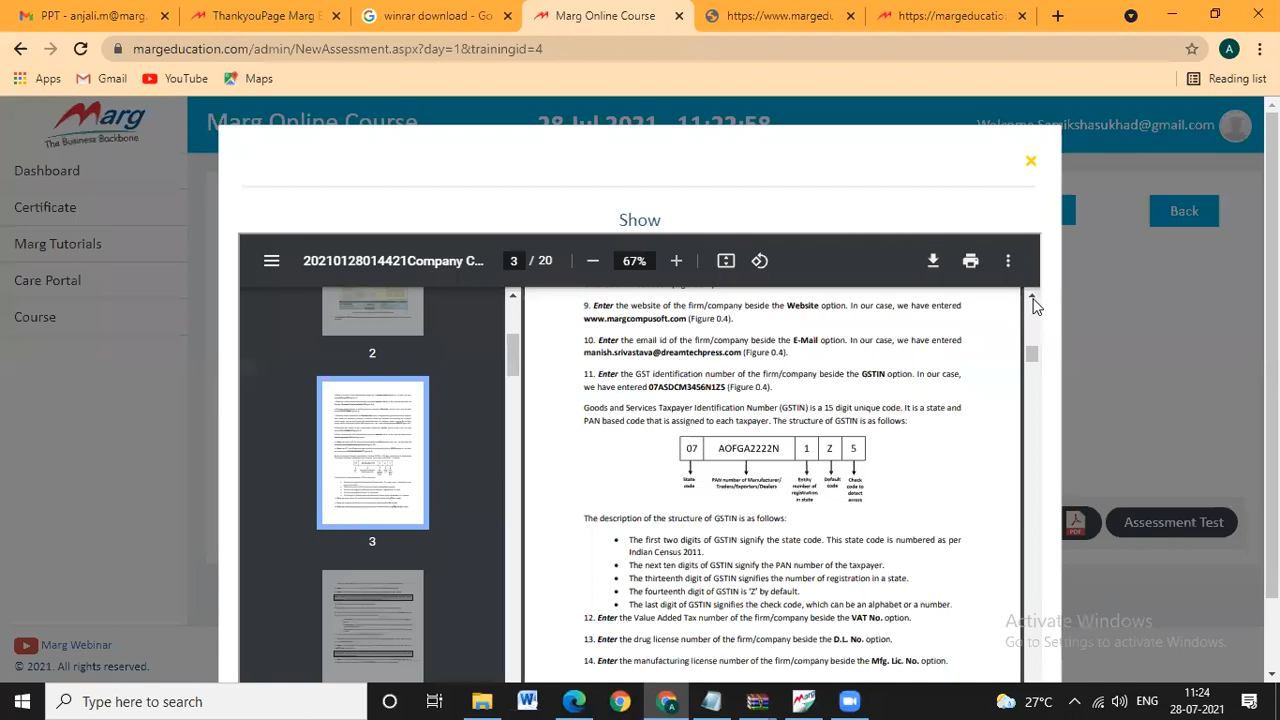 PPT - anjali.m@marg.
ThankyouPage Marg E
winrar download - Go
Marg Online Course
https://www.marged
https://margeducatio
margeducation.com/admin/NewAssessment.aspx?day=1&trainingid=4
A
Apps
Gmail
YouTube
Maps
Reading list
Marg
The Business Backbone
Marg Online Course
28 Jul 2021 11:22:58
Welcome Sarsikshasukhad@gmail.com
Dashboard
Certificate
Marg Tutorials
Care Portal
Course
Back
Show
20210128014421Company C...
3 / 20
67%
2
3
9. Enter the website of the firm/company beside the Website option. In our case, we have entered
www.margcompusoft.com (Figure 0.4).
10. Enter the email id of the firm/company beside the E-Mail option. In our case, we have entered
manish.srivastava@dreamtechpress.com (Figure 0.4).
11. Enter the GST identification number of the firm/company beside the GSTIN option. In our case,
we have entered 07ASDCM3456N1Z5 (Figure 0.4).
Goods and Services Taxpayer Identification Number (GSTIN) is a 15 digit unique code. It is a state and
PAN based code that is assigned to each taxpayer. The structure of GSTIN is as follows:
07 AOFGA2222N 1 Z 5
State code
PAN number of Manufacturer/ Traders/Exporters/Dealers
Entity number of registration in state
Default code
Check code to detect errors
The description of the structure of GSTIN is as follows:
• The first two digits of GSTIN signify the state code. This state code is numbered as per
Indian Census 2011.
• The next ten digits of GSTIN signify the PAN number of the taxpayer.
• The thirteenth digit of GSTIN signifies the number of registration in a state.
• The fourteenth digit of GSTIN is 'Z' by default.
• The last digit of GSTIN signifies the check code, which can be an alphabet or a number.
12. Enter the Value Added Tax number of the firm/company beside the VAT No. option.
13. Enter the drug license number of the firm/company beside the D.L. No. option.
14. Enter the manufacturing license number of the firm/company beside the Mfg. Lic. No. option.
PDF
Assessment Test
Activate Windows
Go to Settings to activate Windows.
Marg Webinar
© 2021. All rights reserved.
Type here to search
27°C
ENG
11:24
28-07-2021